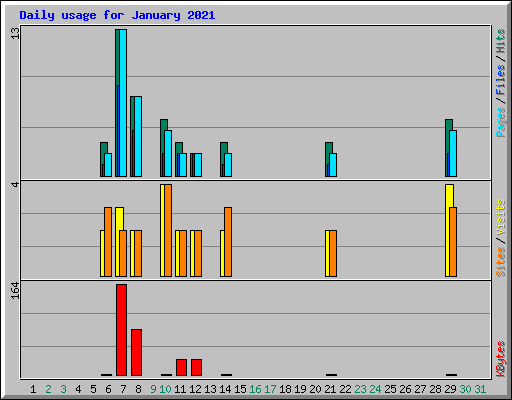 Daily usage for January 2021
13
4
164
Pages/Files/Hits
Sites/Visits
KBytes
1 2 3 4 5 6 7 8 9 10 11 12 13 14 15 16 17 18 19 20 21 22 23 24 25 26 27 28 29 30 31